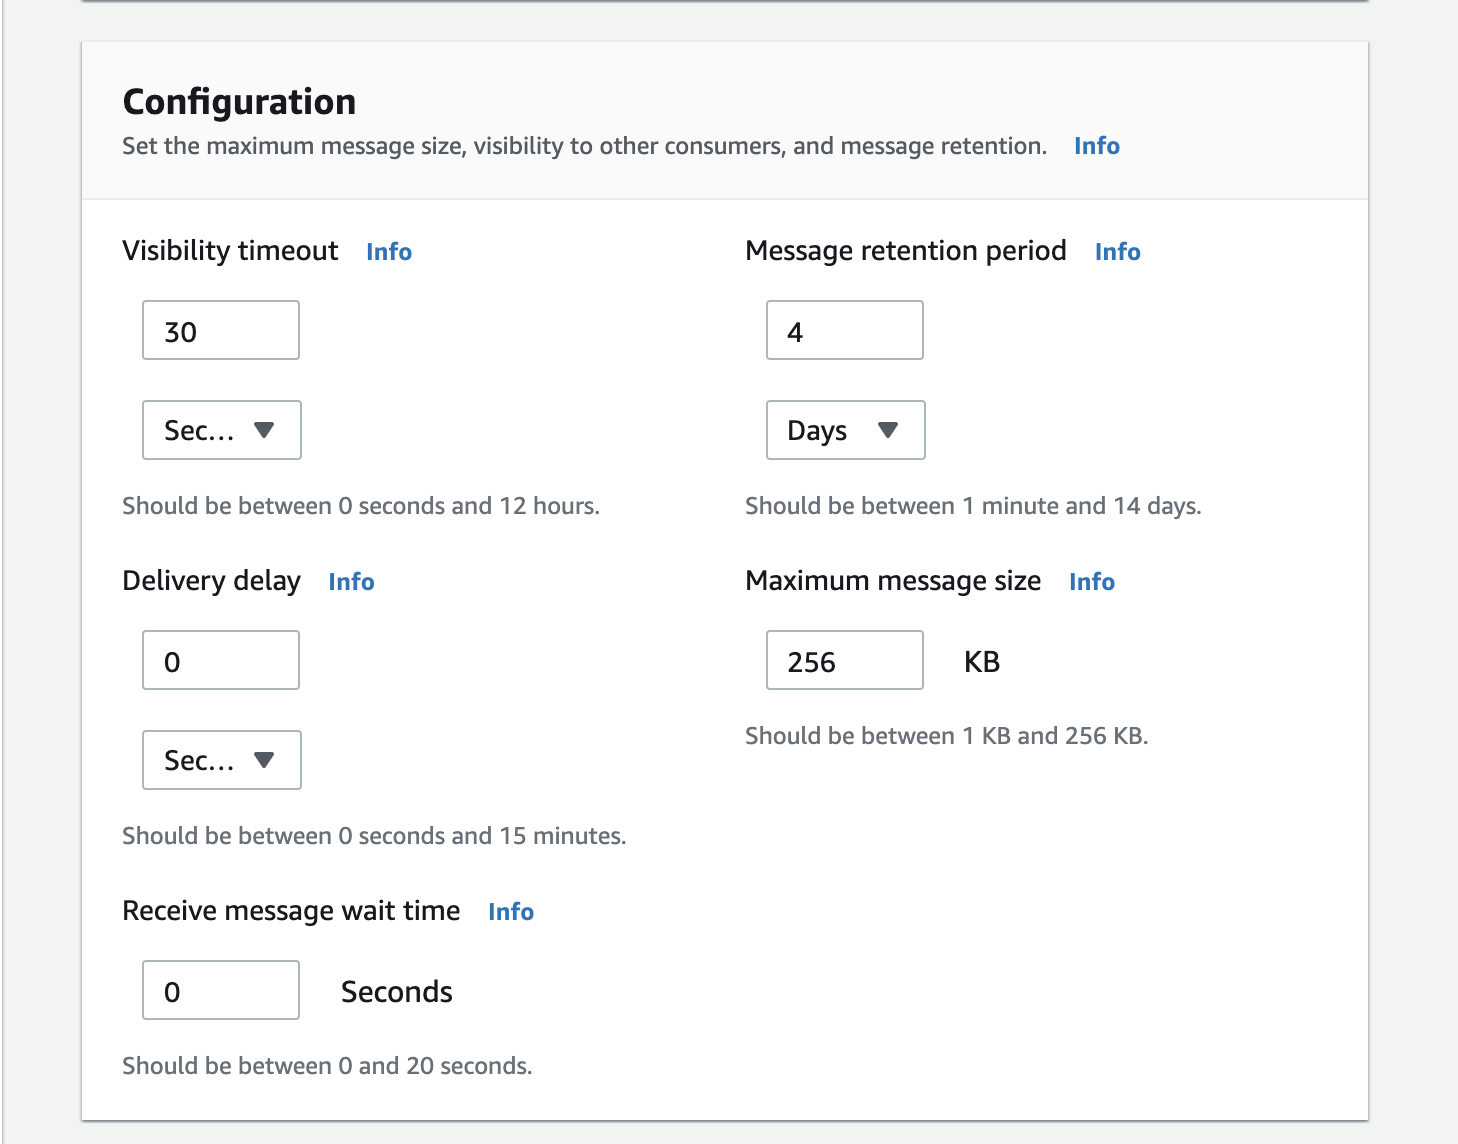 Configuration
Set the maximum message size, visibility to other consumers, and message retention. Info
Visibility timeout Info
30
Sec...
Should be between 0 seconds and 12 hours.
Message retention period Info
4
Days
Should be between 1 minute and 14 days.
Delivery delay Info
0
Sec...
Should be between 0 seconds and 15 minutes.
Maximum message size Info
256 KB
Should be between 1 KB and 256 KB.
Receive message wait time Info
0 Seconds
Should be between 0 and 20 seconds.